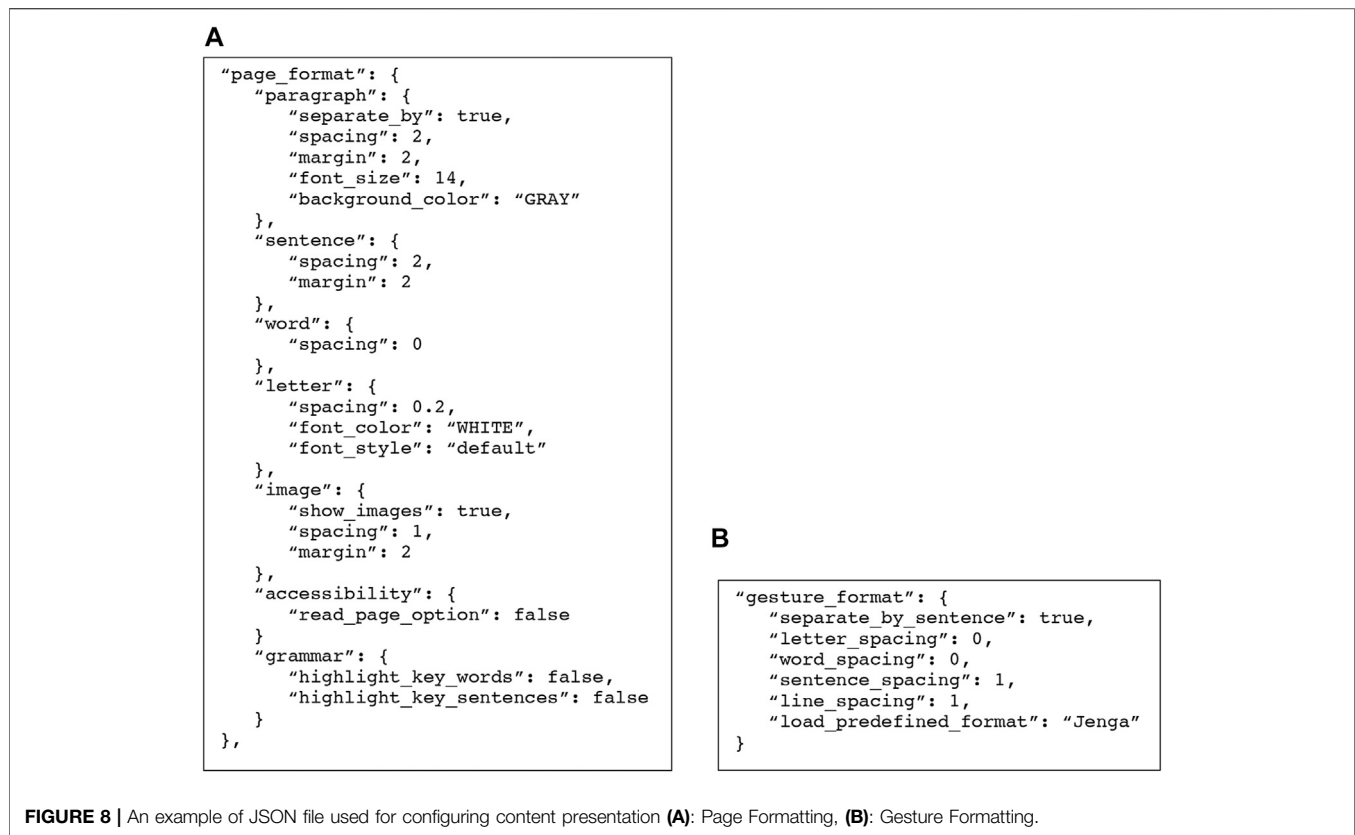 A
“page_format”: {
“paragraph”: {
“separate_by”: true,
“spacing”: 2,
“margin”: 2,
“font_size”: 14,
“background_color”: “GRAY”
},
“sentence”: {
“spacing”: 2,
“margin”: 2
},
“word”: {
“spacing”: 0
},
“letter”: {
“spacing”: 0.2,
“font_color”: “WHITE”,
“font_style”: “default”
},
“image”: {
“show_images”: true,
“spacing”: 1,
“margin”: 2
},
“accessibility”: {
“read_page_option”: false
}
“grammar”: {
“highlight_key_words”: false,
“highlight_key_sentences”: false
}
},
B
“gesture_format”: {
“separate_by_sentence”: true,
“letter_spacing”: 0,
“word_spacing”: 0,
“sentence_spacing”: 1,
“line_spacing”: 1,
“load_predefined_format”: “Jenga”
}
FIGURE 8 | An example of JSON file used for configuring content presentation (A): Page Formatting, (B): Gesture Formatting.